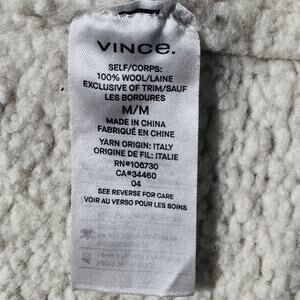 VINCE.
SELF/CORPS:
100% WOOL/LAINE
EXCLUSIVE OF TRIM/SAUF
LES BORDURES
M/M
MADE IN CHINA
FABRIQUÉ EN CHINE
YARN ORIGIN: ITALY
ORIGINE DE FIL: ITALIE
RN#106730
CA#34460
04
SEE REVERSE FOR CARE
VOIR AU VERSO POUR LES SOINS